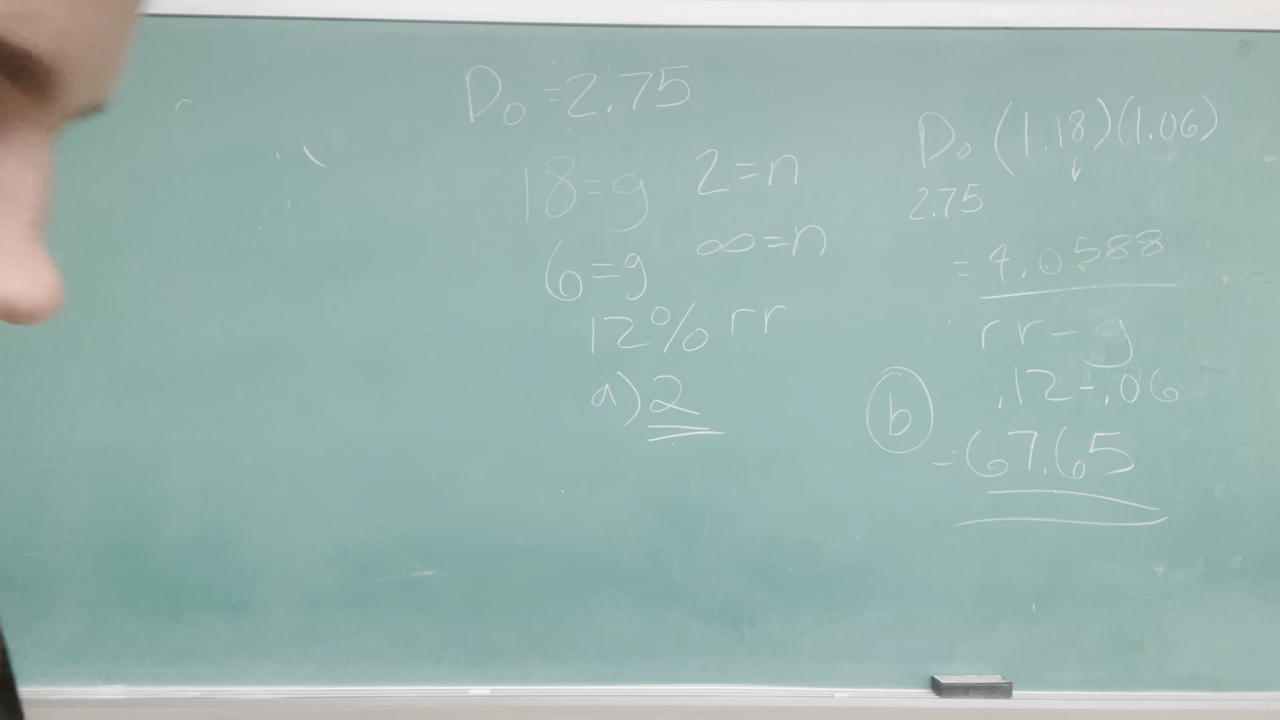 D₀ = 2.75
18=g 2=n
6=g ∞=n
12% rr
a) 2
D₀ (1.18)(1.06)
2.75
= 4.0588
rr-g
.12-.06
b
=67.65